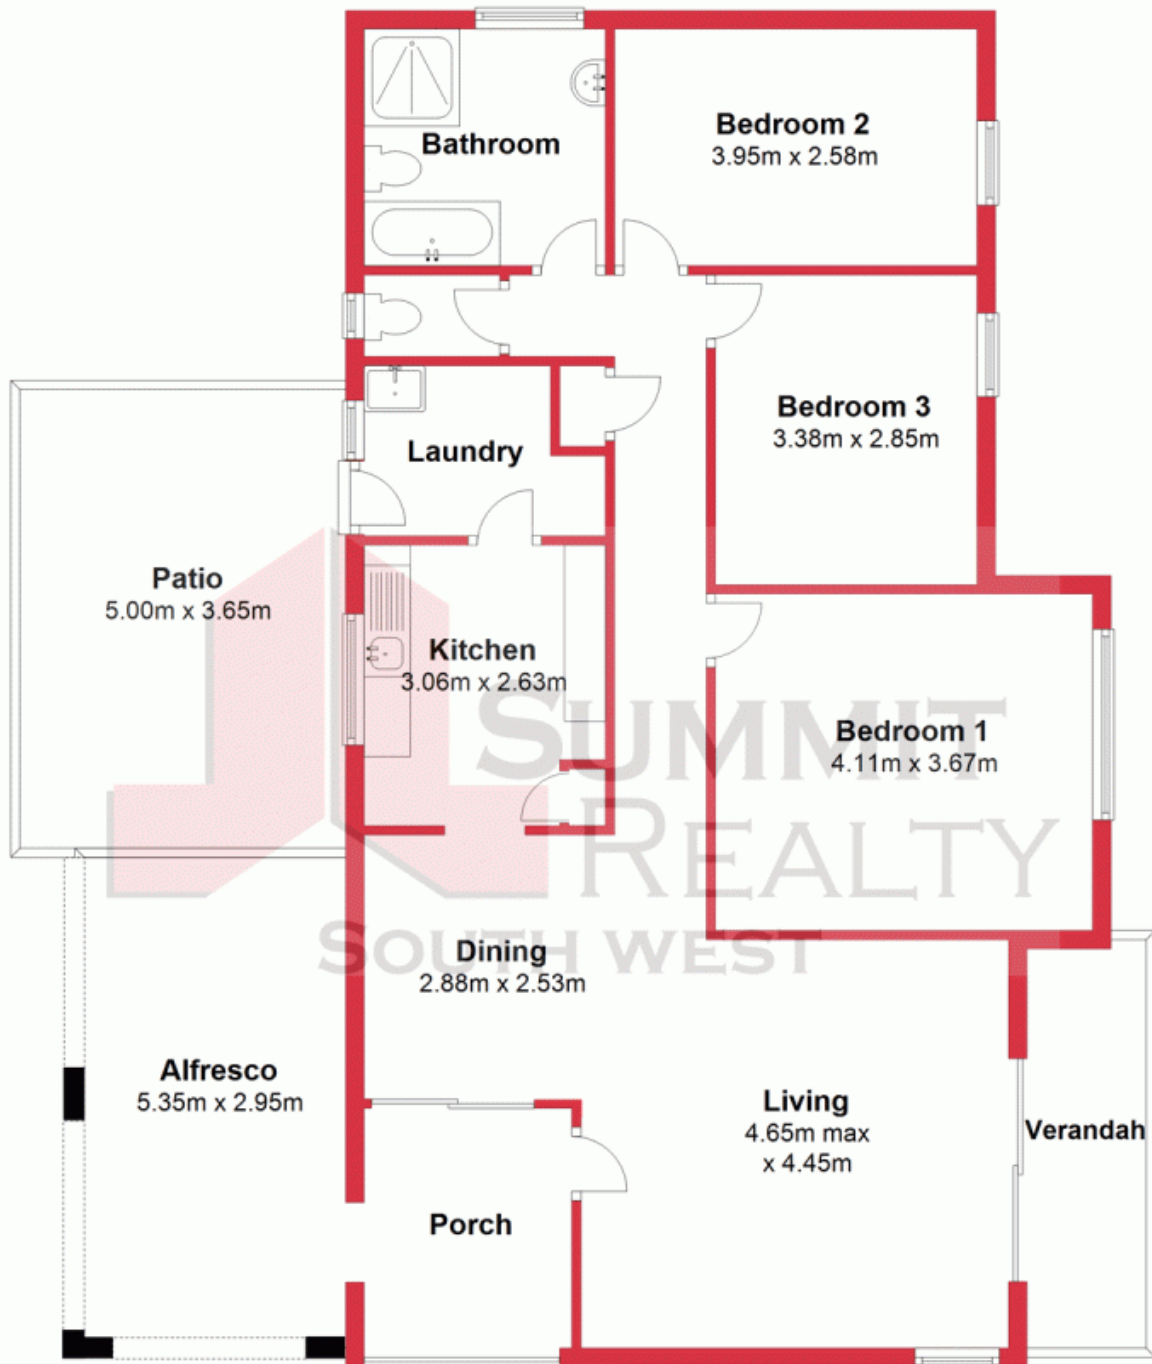 Bathroom
Bedroom 2
3.95m x 2.58m
Bedroom 3
3.38m x 2.85m
Laundry
Patio
5.00m x 3.65m
Kitchen
3.06m x 2.63m
Bedroom 1
4.11m x 3.67m
SUMMIT
REALTY
SOUTH WEST
Dining
2.88m x 2.53m
Alfresco
5.35m x 2.95m
Living
4.65m max
x 4.45m
Verandah
Porch